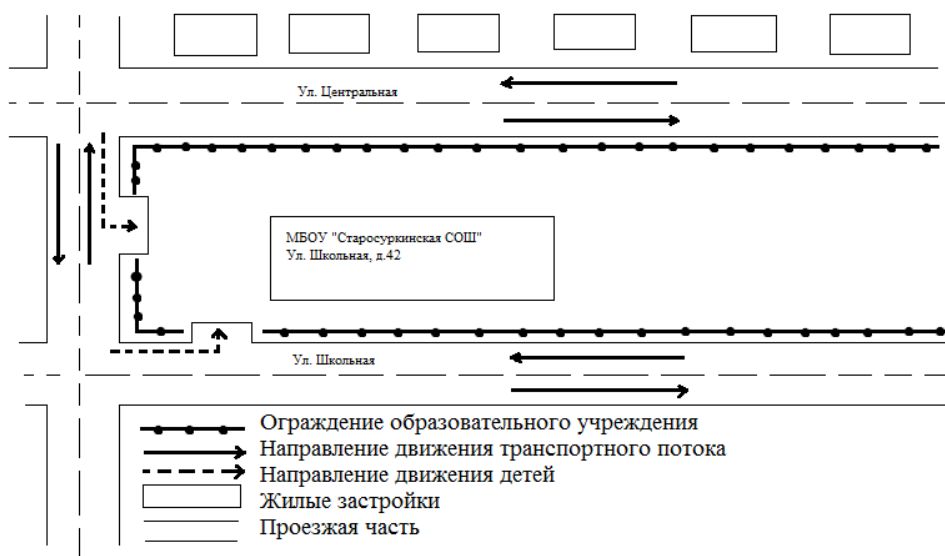 Ул. Центральная
МБОУ "Старосуркинская СОШ"
Ул. Школьная, д.42
Ул. Школьная
Ограждение образовательного учреждения
Направление движения транспортного потока
Направление движения детей
Жилые застройки
Проезжая часть